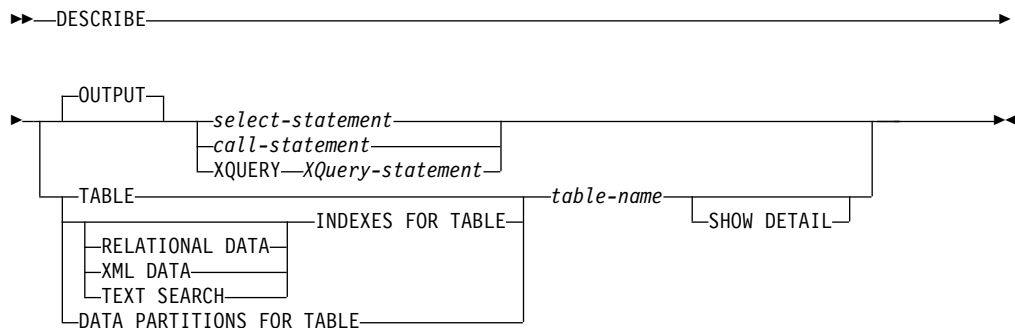 DESCRIBE
OUTPUT
select-statement
call-statement
XQUERY XQuery-statement
TABLE table-name
INDEXES FOR TABLE SHOW DETAIL
RELATIONAL DATA
XML DATA
TEXT SEARCH
DATA PARTITIONS FOR TABLE